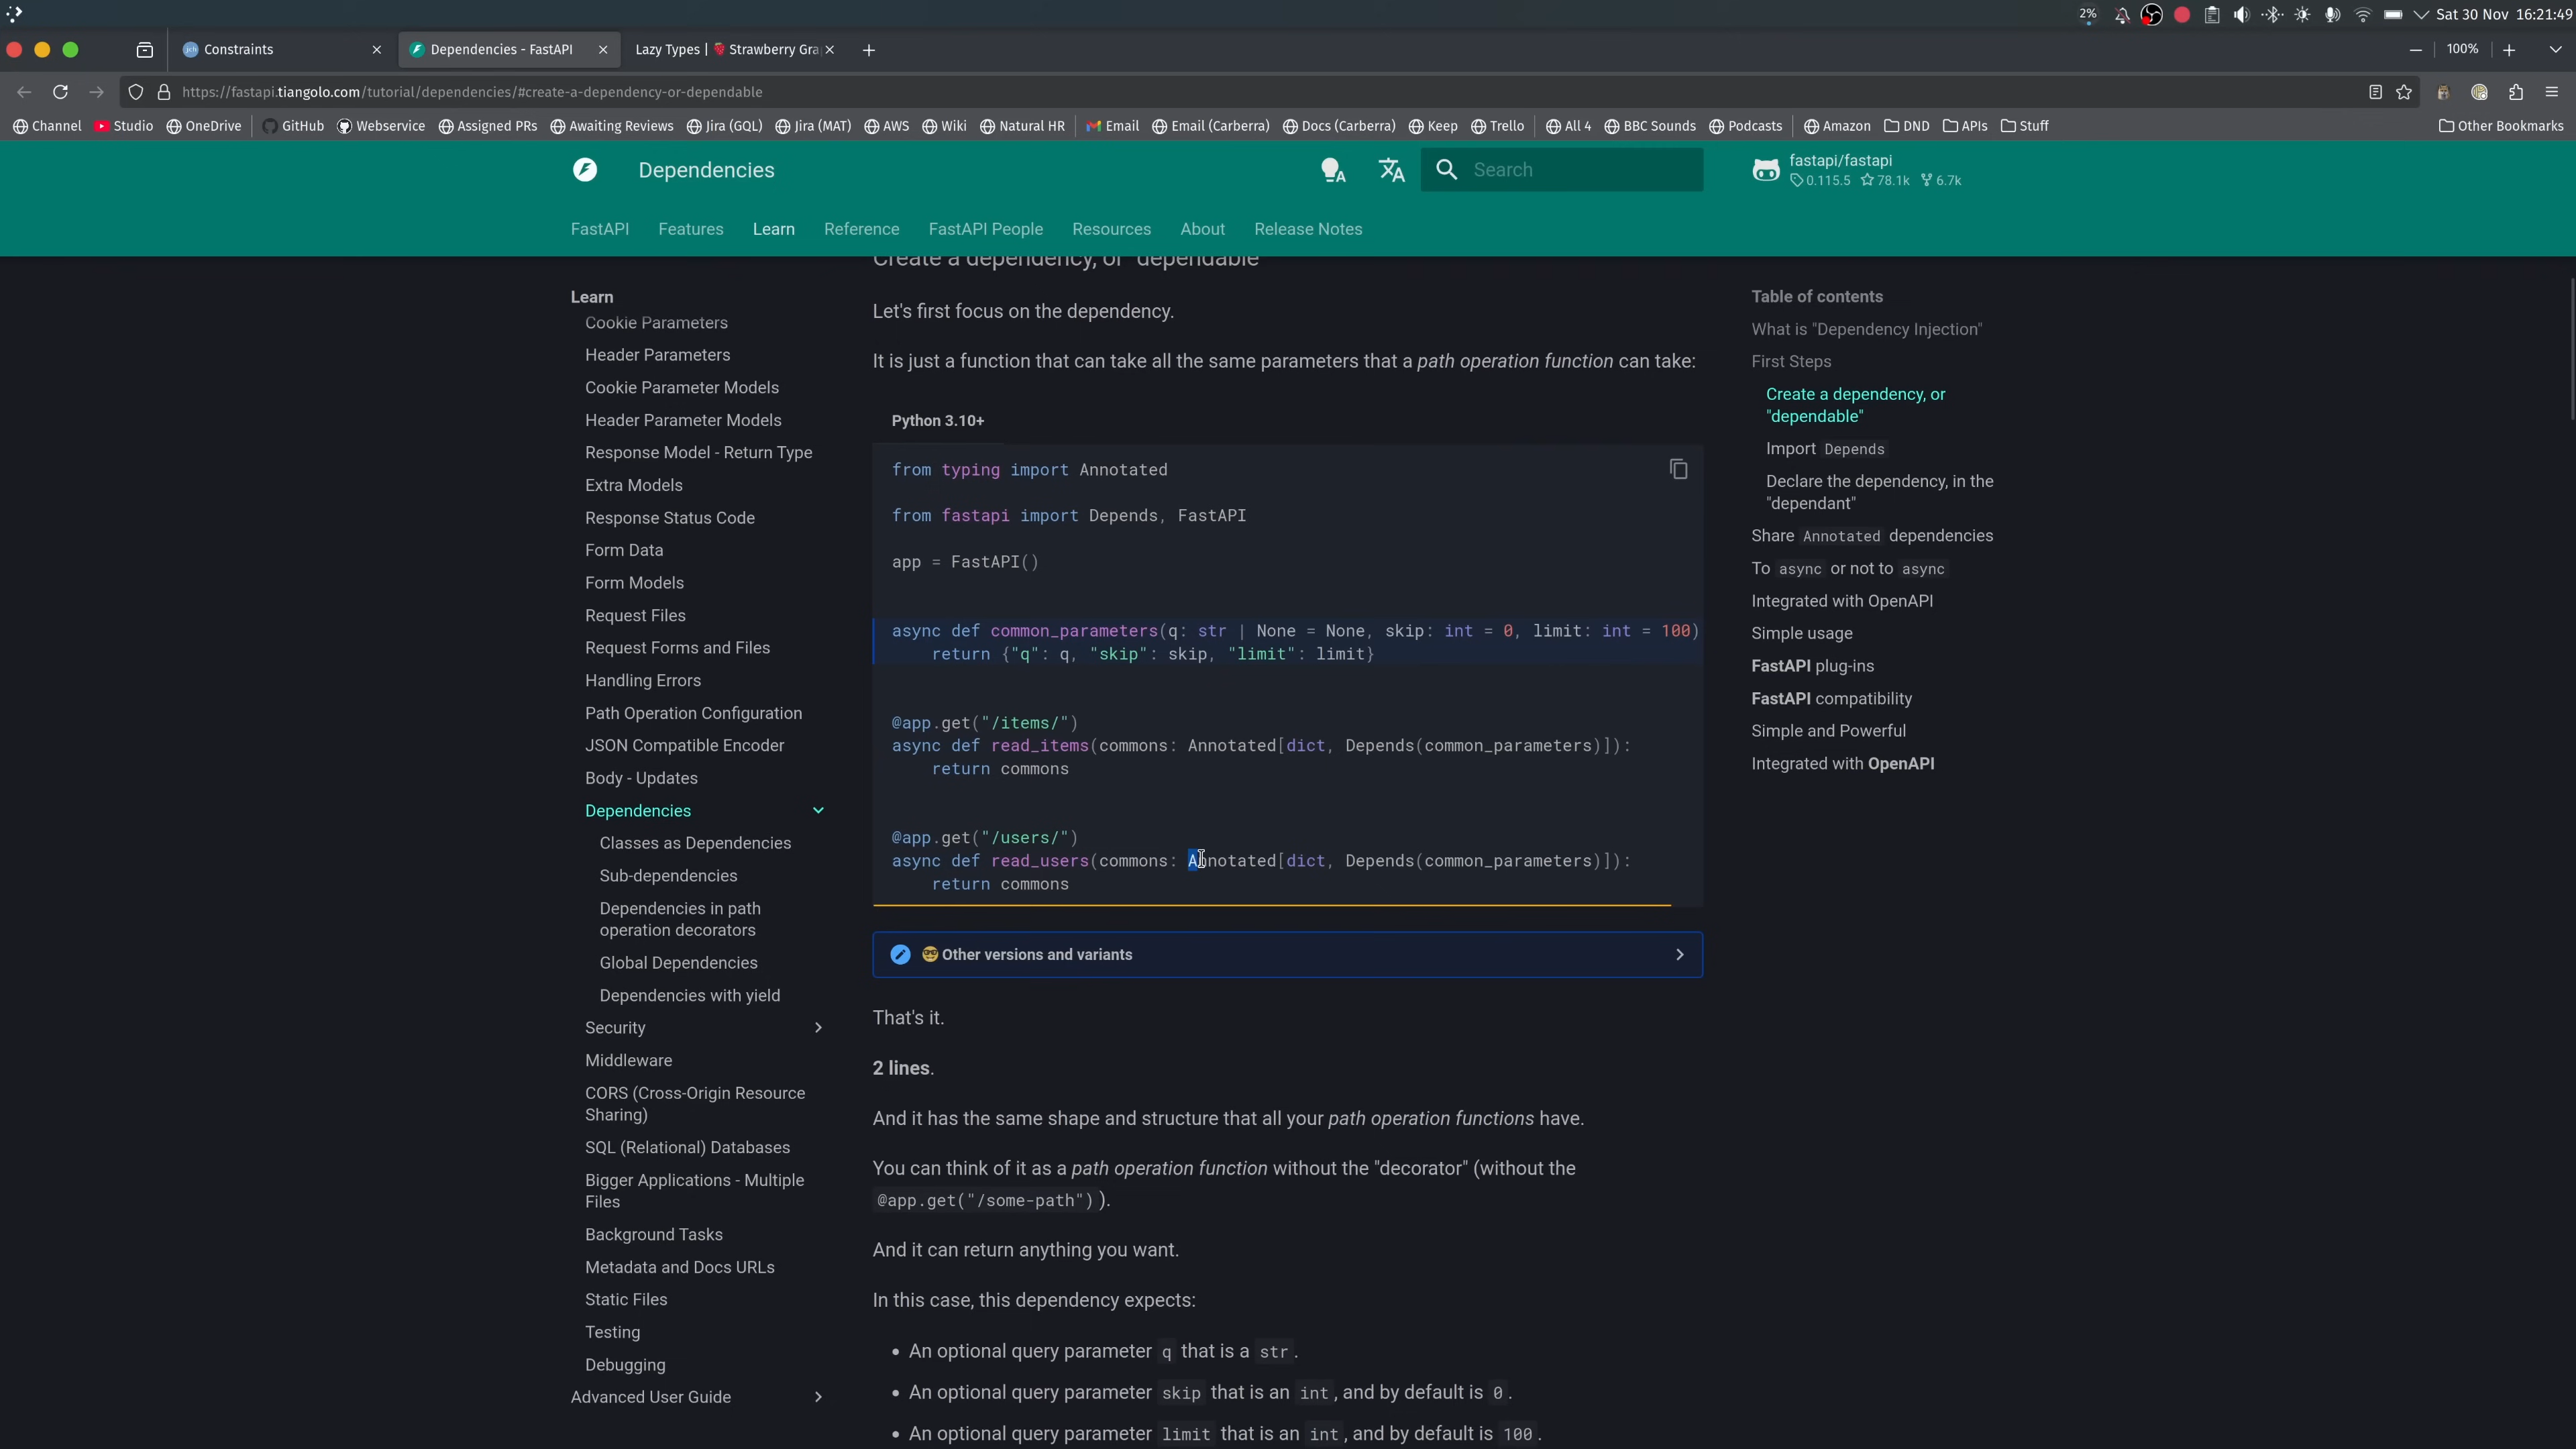 2%
Sat 30 Nov 16:21:49
Constraints
Dependencies - FastAPI
Lazy Types | 🍓 Strawberry Gra
100%
https://fastapi.tiangolo.com/tutorial/dependencies/#create-a-dependency-or-dependable
Channel Studio OneDrive GitHub Webservice Assigned PRs Awaiting Reviews Jira (GQL) Jira (MAT) AWS Wiki Natural HR Email Email (Carberra) Docs (Carberra) Keep Trello All 4 BBC Sounds Podcasts Amazon DND APIs Stuff Other Bookmarks
Dependencies
Search
fastapi/fastapi
0.115.5 78.1k 6.7k
FastAPI Features Learn Reference FastAPI People Resources About Release Notes
Learn
Cookie Parameters
Header Parameters
Cookie Parameter Models
Header Parameter Models
Response Model - Return Type
Extra Models
Response Status Code
Form Data
Form Models
Request Files
Request Forms and Files
Handling Errors
Path Operation Configuration
JSON Compatible Encoder
Body - Updates
Dependencies
Classes as Dependencies
Sub-dependencies
Dependencies in path
operation decorators
Global Dependencies
Dependencies with yield
Security
Middleware
CORS (Cross-Origin Resource
Sharing)
SQL (Relational) Databases
Bigger Applications - Multiple
Files
Background Tasks
Metadata and Docs URLs
Static Files
Testing
Debugging
Advanced User Guide
Create a dependency, or "dependable"
Let's first focus on the dependency.
It is just a function that can take all the same parameters that a path operation function can take:
Python 3.10+
from typing import Annotated
from fastapi import Depends, FastAPI
app = FastAPI()
async def common_parameters(q: str | None = None, skip: int = 0, limit: int = 100)
return {"q": q, "skip": skip, "limit": limit}
@app.get("/items/")
async def read_items(commons: Annotated[dict, Depends(common_parameters)]):
return commons
@app.get("/users/")
async def read_users(commons: Annotated[dict, Depends(common_parameters)]):
return commons
🤓 Other versions and variants
That's it.
2 lines.
And it has the same shape and structure that all your path operation functions have.
You can think of it as a path operation function without the "decorator" (without the
@app.get("/some-path")).
And it can return anything you want.
In this case, this dependency expects:
• An optional query parameter q that is a str.
• An optional query parameter skip that is an int, and by default is 0.
• An optional query parameter limit that is an int, and by default is 100.
Table of contents
What is "Dependency Injection"
First Steps
Create a dependency, or
"dependable"
Import Depends
Declare the dependency, in the
"dependant"
Share Annotated dependencies
To async or not to async
Integrated with OpenAPI
Simple usage
FastAPI plug-ins
FastAPI compatibility
Simple and Powerful
Integrated with OpenAPI